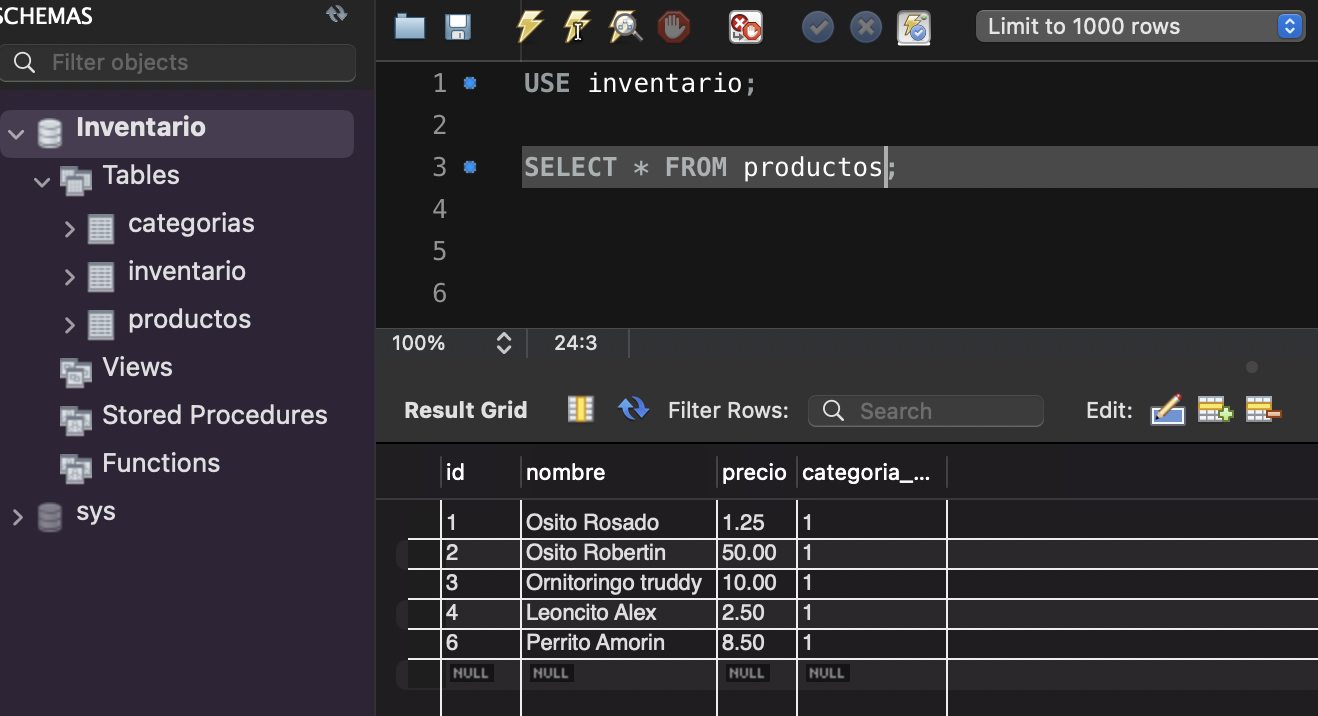 SCHEMAS
Filter objects
Inventario
Tables
categorias
inventario
productos
Views
Stored Procedures
Functions
sys
Limit to 1000 rows
1 USE inventario;
2
3 SELECT * FROM productos;
4
5
6
100% 24:3
Result Grid Filter Rows: Search Edit:
id nombre precio categoria_...
1 Osito Rosado 1.25 1
2 Osito Robertin 50.00 1
3 Ornitoringo truddy 10.00 1
4 Leoncito Alex 2.50 1
6 Perrito Amorin 8.50 1
NULL NULL NULL NULL